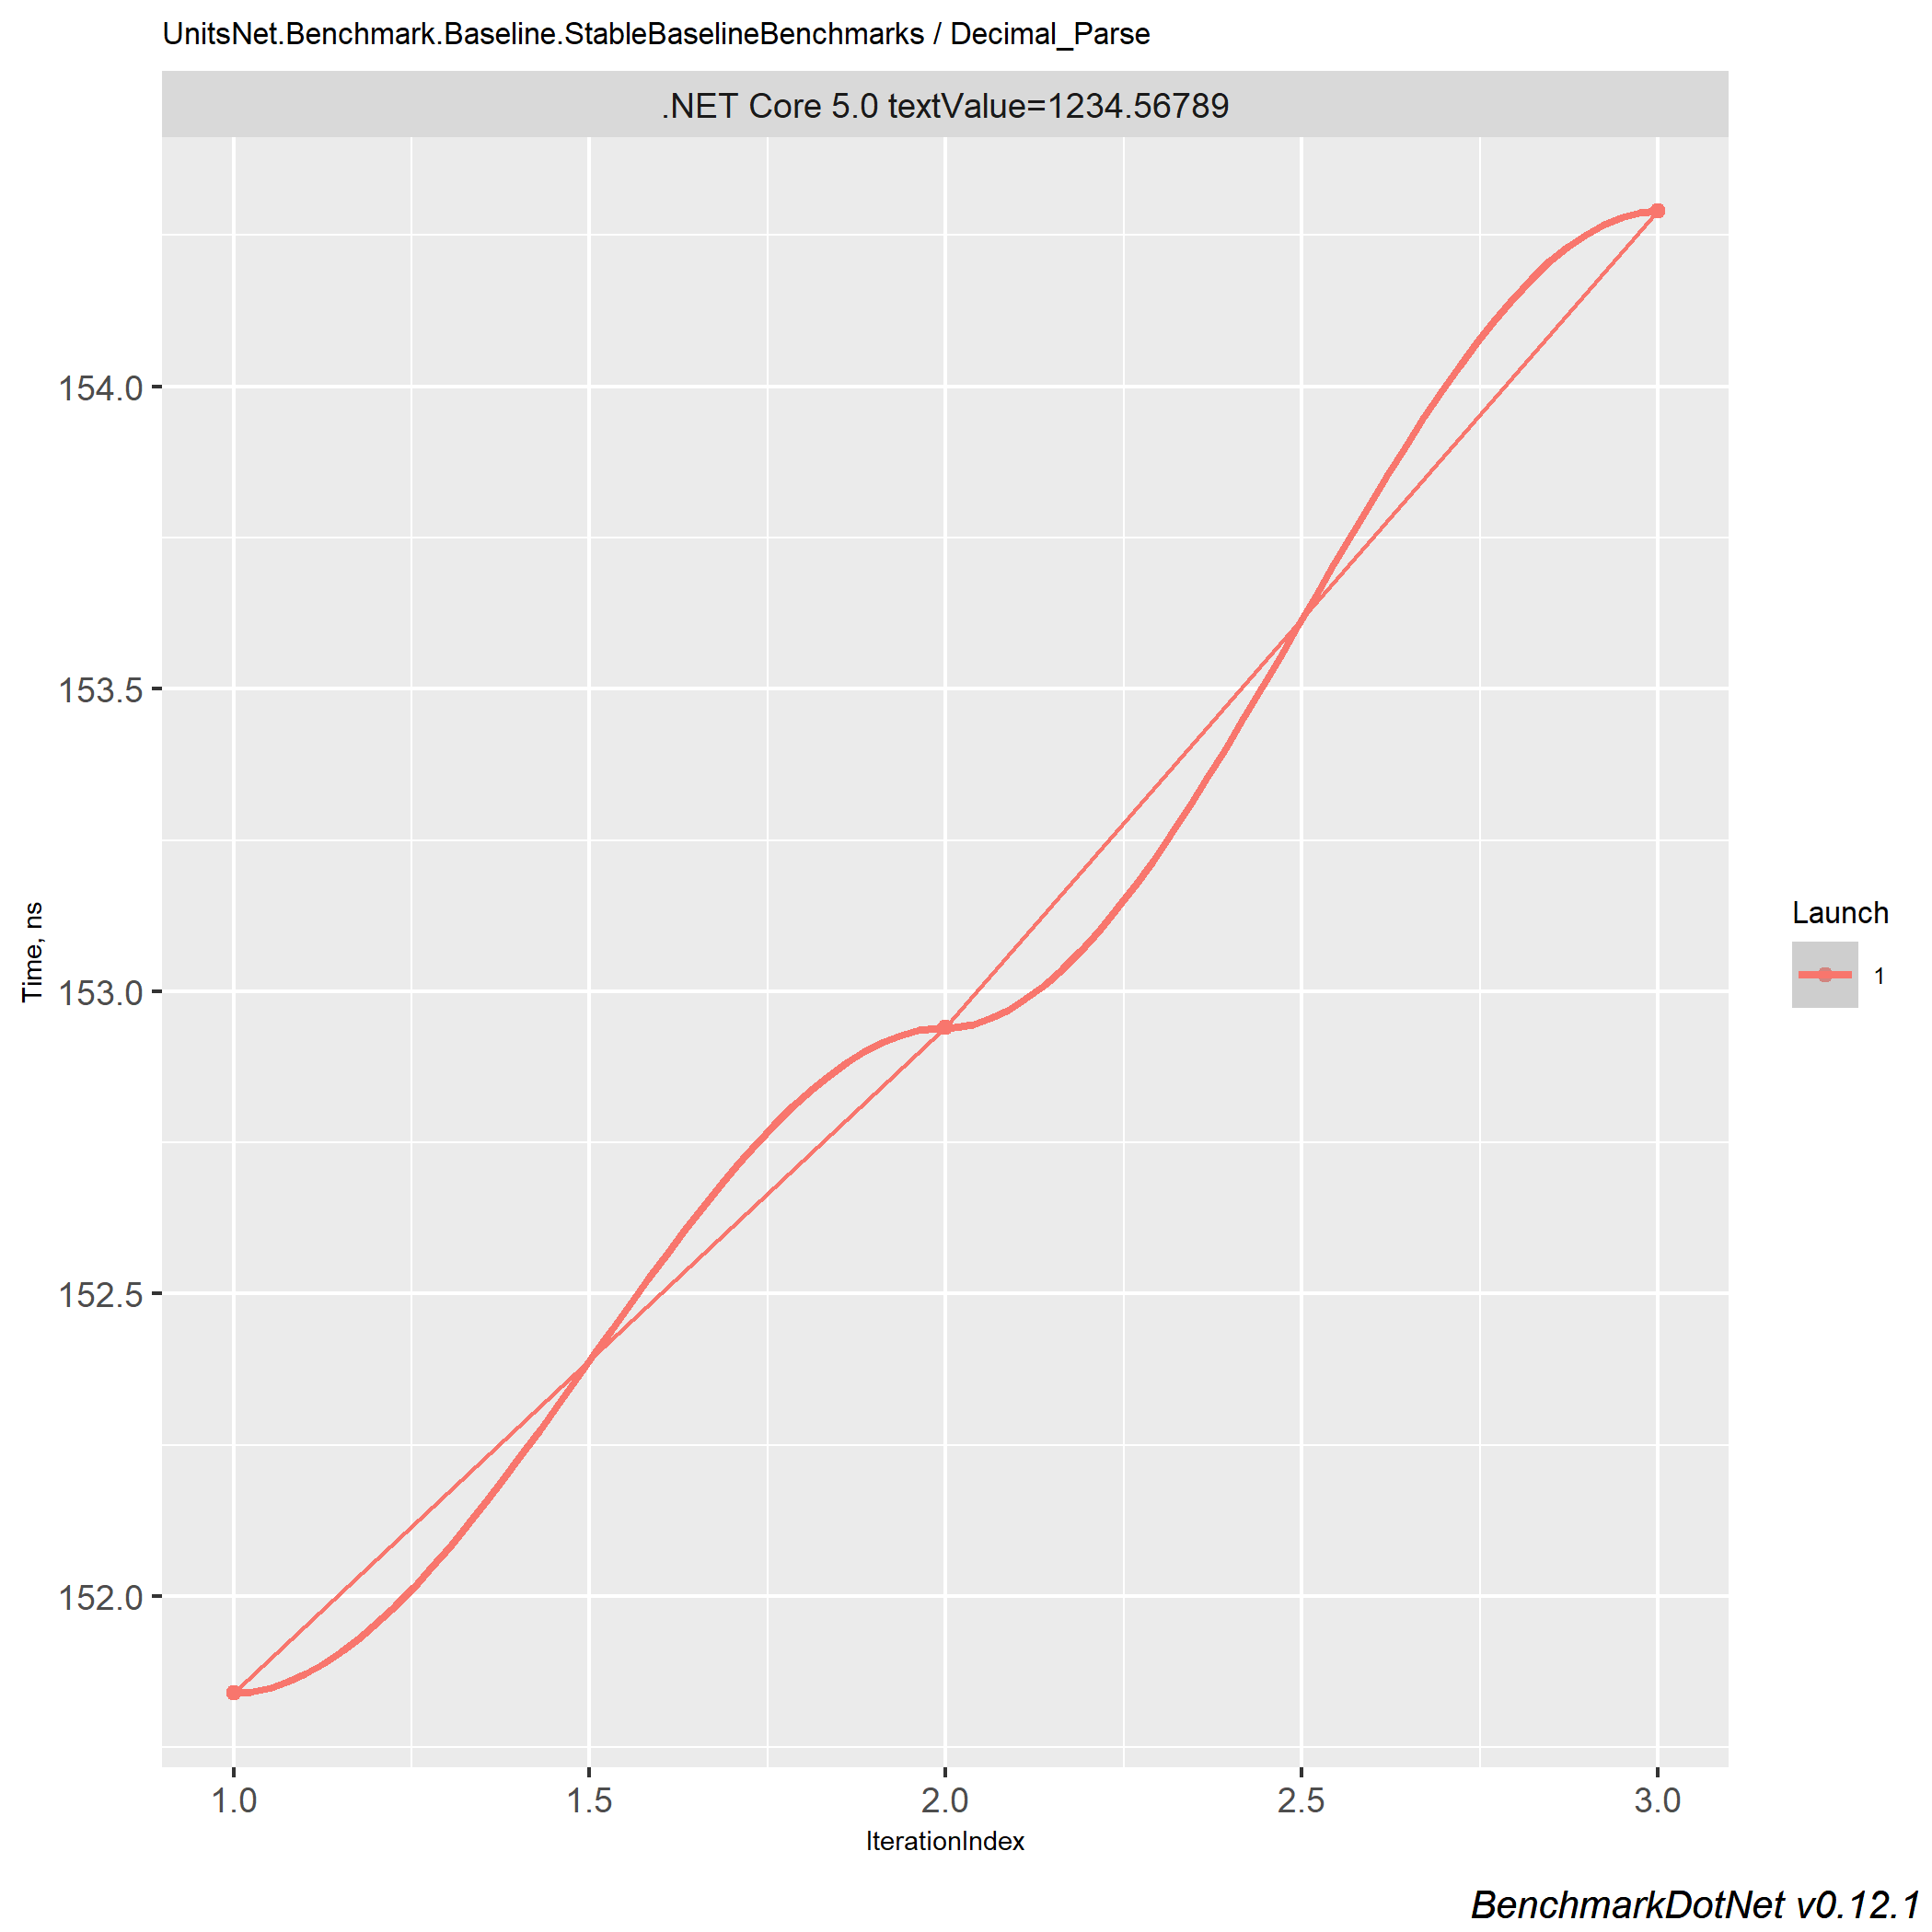 UnitsNet.Benchmark.Baseline.StableBaselineBenchmarks / Decimal_Parse
.NET Core 5.0 textValue=1234.56789
154.0
153.5
153.0
152.5
152.0
Time, ns
1.0 1.5 2.0 2.5 3.0
IterationIndex
Launch
1
BenchmarkDotNet v0.12.1